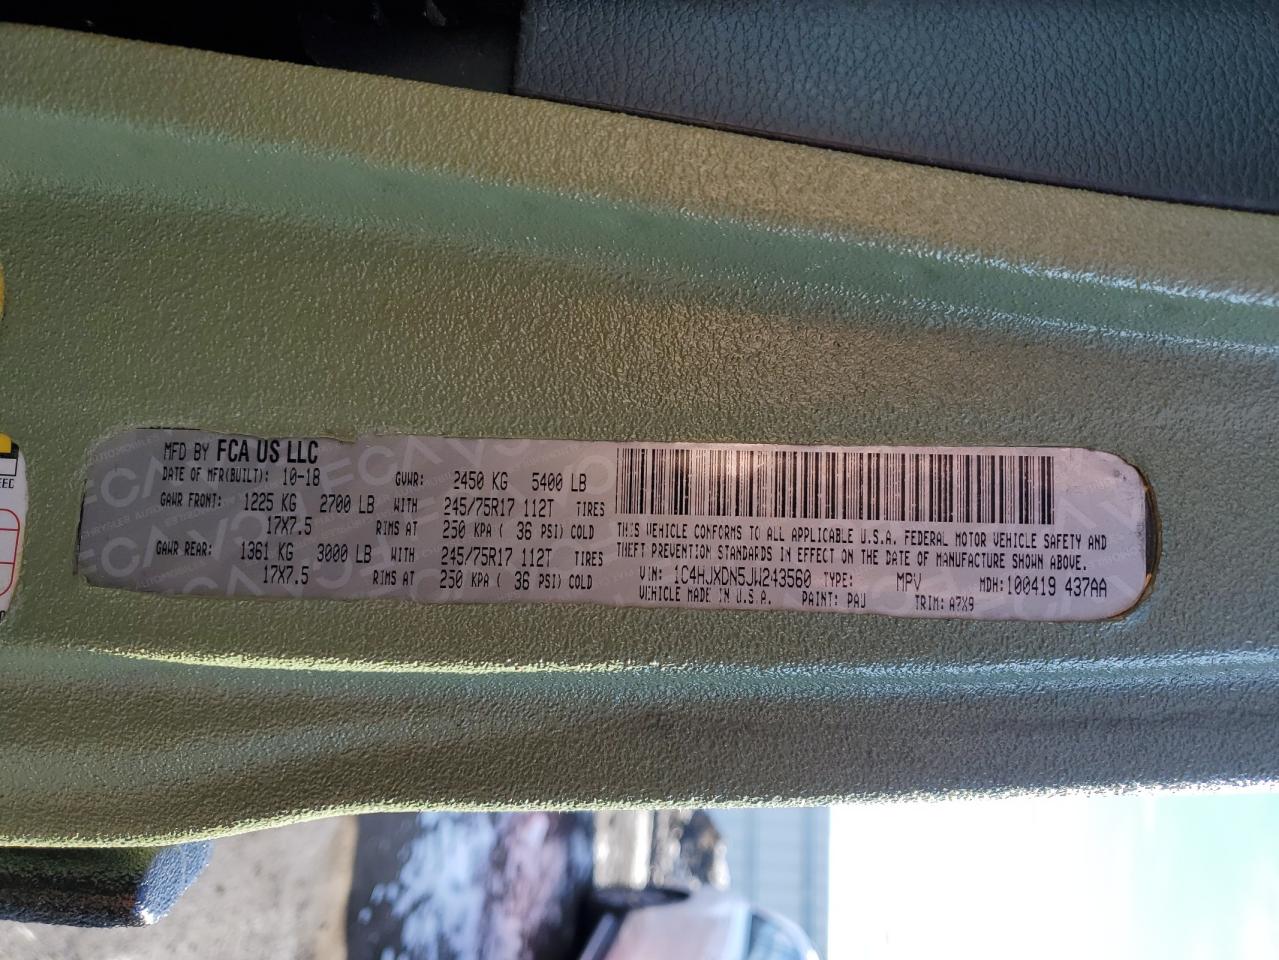 MFD BY FCA US LLC
DATE OF MFR(BUILT): 10-18 GVWR: 2450 KG 5400 LB
GAWR FRONT: 1225 KG 2700 LB WITH 245/75R17 112T TIRES
17X7.5 RIMS AT 250 KPA ( 36 PSI) COLD
GAWR REAR: 1361 KG 3000 LB WITH 245/75R17 112T TIRES
17X7.5 RIMS AT 250 KPA ( 36 PSI) COLD
THIS VEHICLE CONFORMS TO ALL APPLICABLE U.S.A. FEDERAL MOTOR VEHICLE SAFETY AND
THEFT PREVENTION STANDARDS IN EFFECT ON THE DATE OF MANUFACTURE SHOWN ABOVE.
VIN: 1C4HJXDN5JW243560 TYPE: MPV MDH: 100419 437AA
VEHICLE MADE IN U.S.A. PAINT: PAU TRIM: A7X9